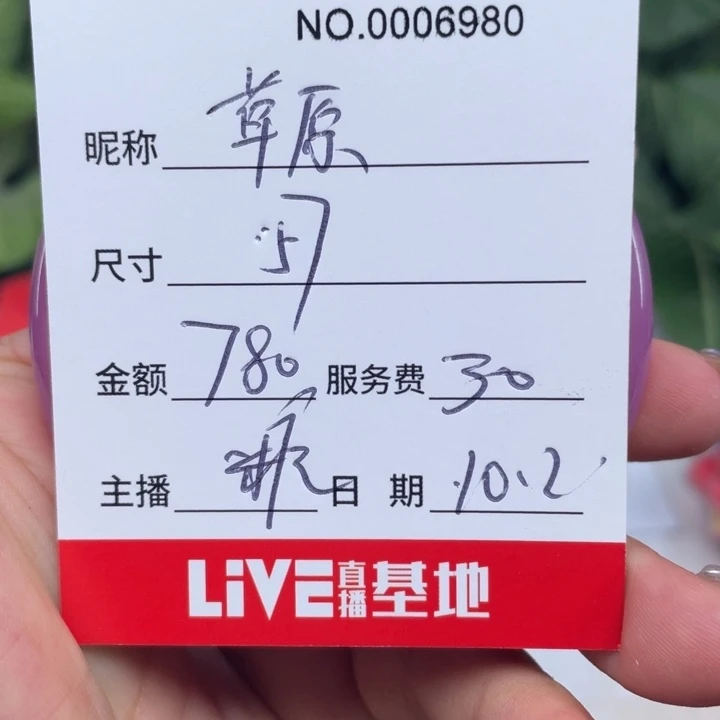 NO.0006980
昵称 草原
尺寸 57
金额 780 服务费 30
主播 日期 10.2
LiVE直播基地